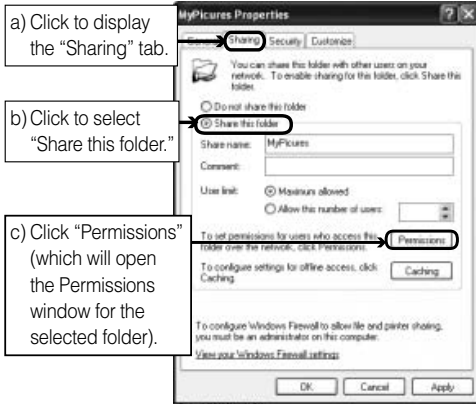 MyPicures Properties
General Sharing Security Customize
a) Click to display
the “Sharing” tab.
You can share this folder with other users on your
network. To enable sharing for this folder, click Share this
folder.
Do not share this folder
b) Click to select
“Share this folder.”
Share this folder
Share name: MyPicures
Comment:
User limit: Maximum allowed
Allow this number of users:
c) Click “Permissions”
(which will open
the Permissions
window for the
selected folder).
To set permissions for users who access this
folder over the network, click Permissions.
Permissions
To configure settings for offline access, click
Caching.
Caching
To configure Windows Firewall to allow file and printer sharing,
you must be an administrator on this computer.
View your Windows Firewall settings
OK Cancel Apply